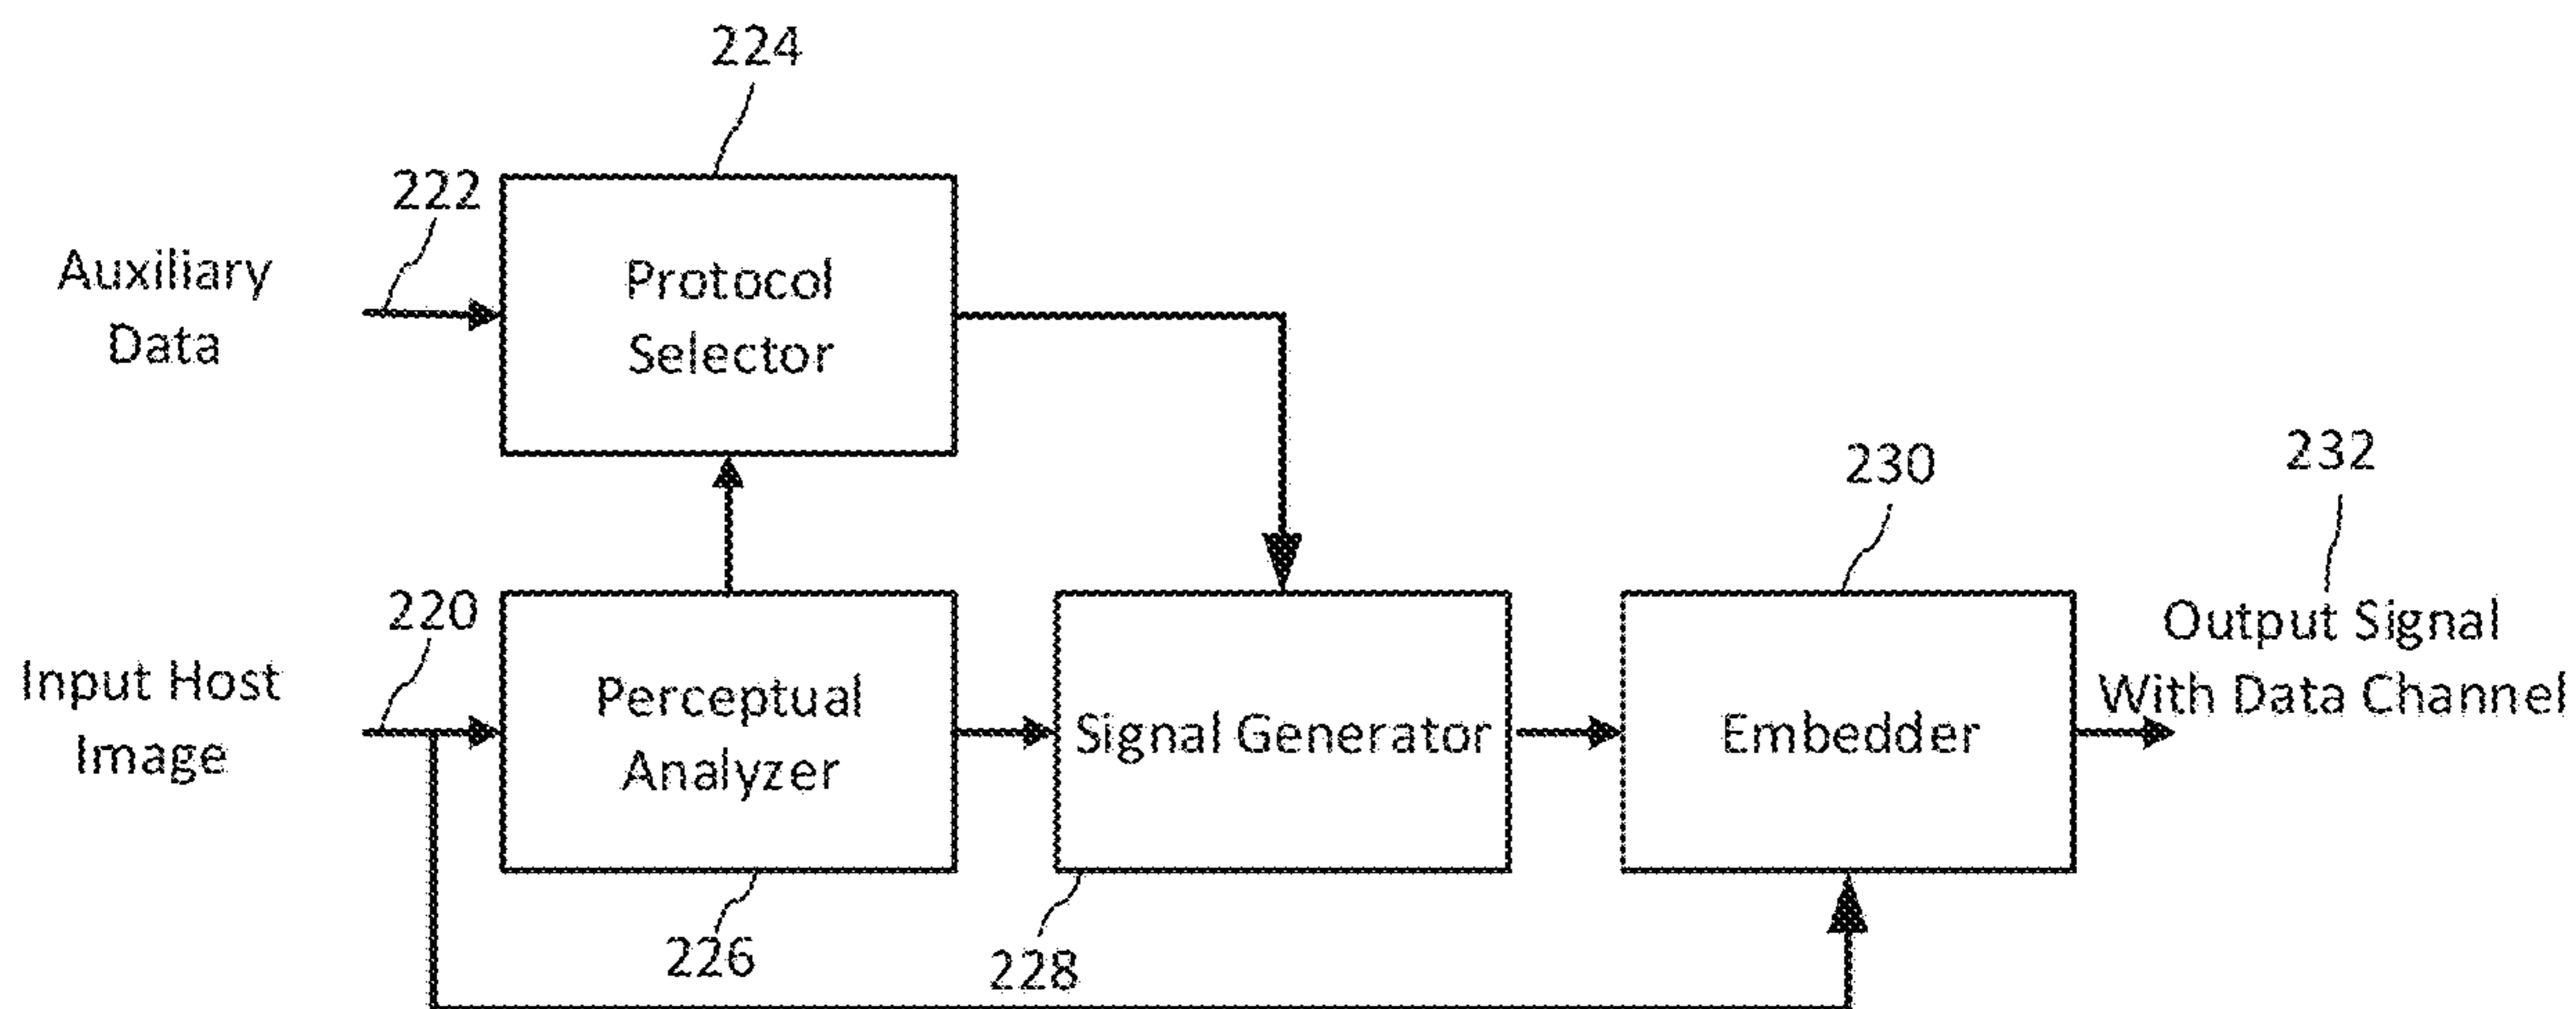 224
222
Auxiliary
Data
Protocol
Selector
230
232
220
Input Host
Image
Perceptual
Analyzer
Signal Generator
Embedder
Output Signal
With Data Channel
226
228